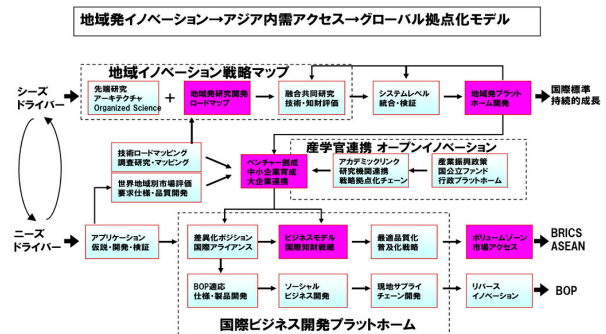 地域発イノベーション→アジア内需アクセス→グローバル拠点化モデル
地域イノベーション戦略マップ
シーズ
ドライバー
先端研究
アーキテクチャ
Organized Science
+
地域発研究開発
ロードマップ
融合共同研究
技術・知財評価
システムレベル
統合・検証
地域発プラット
ホーム開発
国際標準
持続的成長
技術ロードマッピング
調査研究・マッピング
世界地域別市場評価
要求仕様・品質開発
ベンチャー創成
中小企業育成
大企業連携
産学官連携 オープンイノベーション
アカデミックリンク
研究機関連携
戦略拠点化チェーン
産業振興政策
国公立ファンド
行政プラットホーム
ニーズ
ドライバー
アプリケーション
仮説・開発・検証
差異化ポジション
国際アライアンス
ビジネスモデル
国際知財戦略
最適品質化
普及化戦略
ボリュームゾーン
市場アクセス
BRICS
ASEAN
BOP適応
仕様・製品開発
ソーシャル
ビジネス開発
現地サプライ
チェーン開発
リバース
イノベーション
BOP
国際ビジネス開発プラットホーム